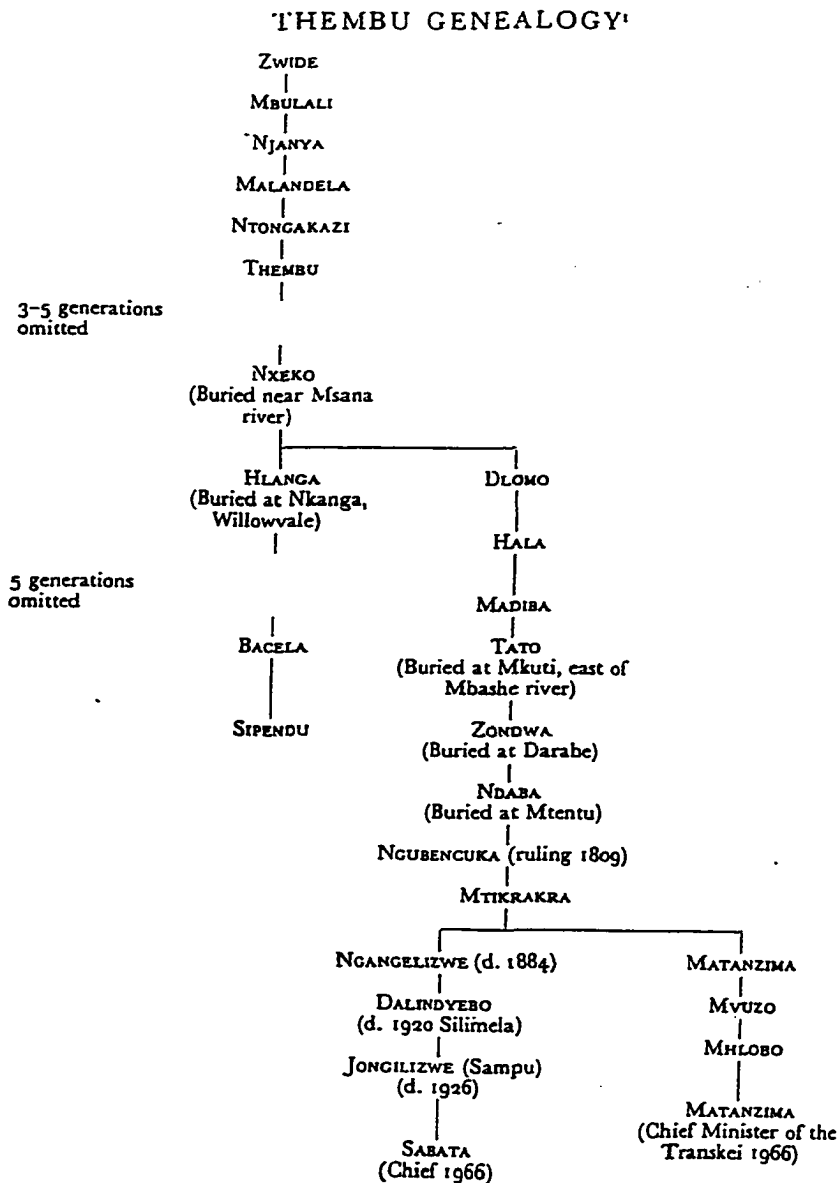 THEMBU GENEALOGY¹
ZWIDE
MBULALI
NJANYA
MALANDELA
NTONGAKAZI
THEMBU
3–5 generations
omitted
NXEKO
(Buried near Msana
river)
HLANGA
(Buried at Nkanga,
Willowvale)
DLOMO
HALA
5 generations
omitted
MADIBA
BACELA
TATO
(Buried at Mkuti, east of
Mbashe river)
SIPENDU
ZONDWA
(Buried at Darabe)
NDABA
(Buried at Mtentu)
NGUBENCUKA (ruling 1809)
MTIKRAKRA
NGANGELIZWE (d. 1884)
MATANZIMA
DALINDYEBO
(d. 1920 Silimela)
MVUZO
JONGILIZWE (Sampu)
(d. 1926)
MHLOBO
SABATA
(Chief 1966)
MATANZIMA
(Chief Minister of the
Transkei 1966)